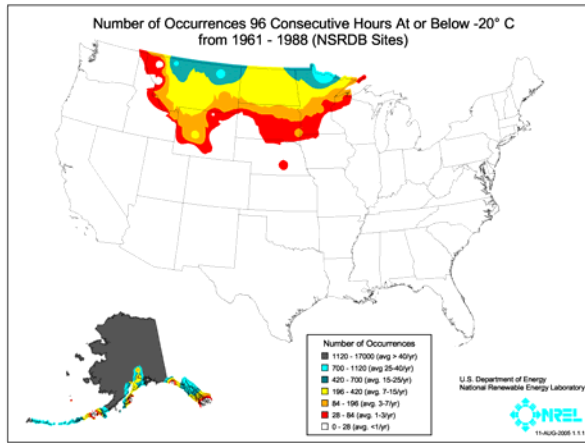 Number of Occurrences 96 Consecutive Hours At or Below -20° C
from 1961 - 1988 (NSRDB Sites)
Number of Occurrences
1120 - 17000 (avg > 40/yr)
700 - 1120 (avg 25-40/yr)
420 - 700 (avg. 15-25/yr)
196 - 420 (avg. 7-15/yr)
84 - 196 (avg. 3-7/yr)
28 - 84 (avg. 1-3/yr)
0 - 28 (avg. <1/yr)
U.S. Department of Energy
National Renewable Energy Laboratory
NREL
11-AUG-2005 1.1.1